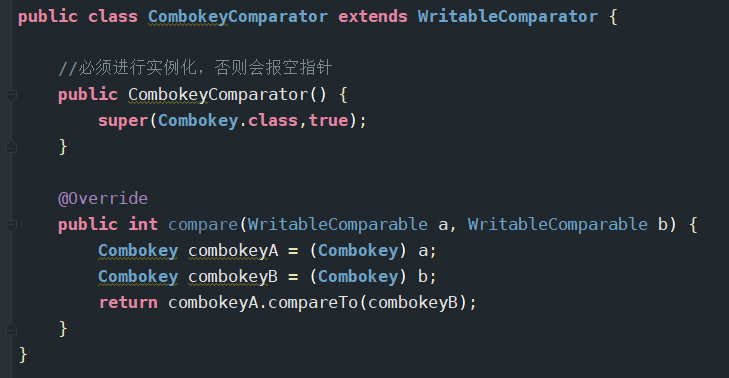 public class CombokeyComparator extends WritableComparator {
//必须进行实例化，否则会报空指针
public CombokeyComparator() {
super(Combokey.class,true);
}
@Override
public int compare(WritableComparable a, WritableComparable b) {
Combokey combokeyA = (Combokey) a;
Combokey combokeyB = (Combokey) b;
return combokeyA.compareTo(combokeyB);
}
}